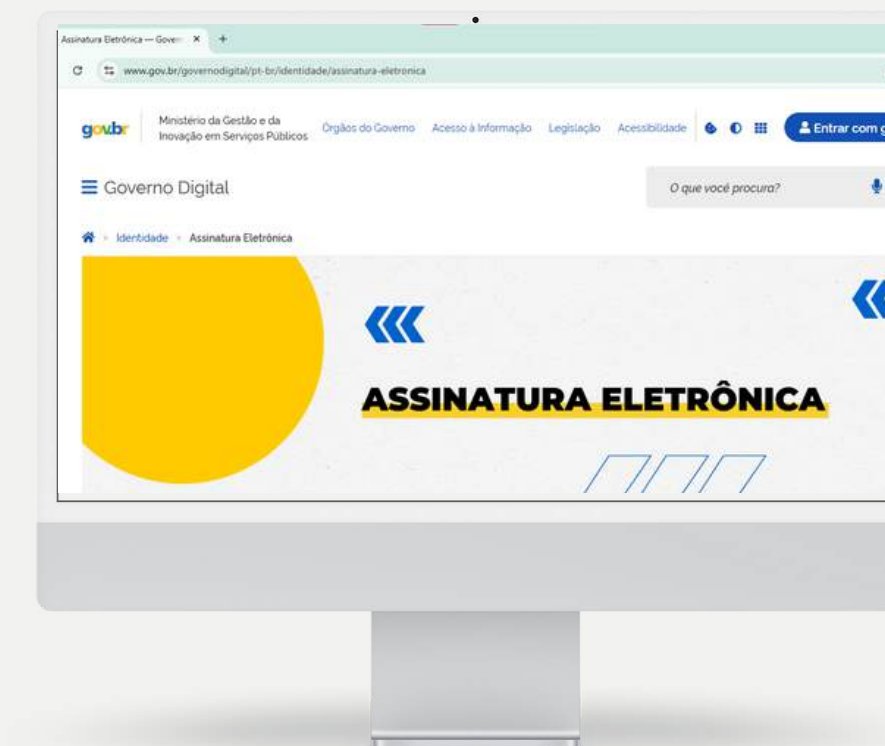 Assinatura Eletrônica — Gover
www.gov.br/governodigital/pt-br/identidade/assinatura-eletronica
gov.br
Ministério da Gestão e da
Inovação em Serviços Públicos
Órgãos do Governo
Acesso à Informação
Legislação
Acessibilidade
Entrar com g
Governo Digital
O que você procura?
Identidade
Assinatura Eletrônica
ASSINATURA ELETRÔNICA